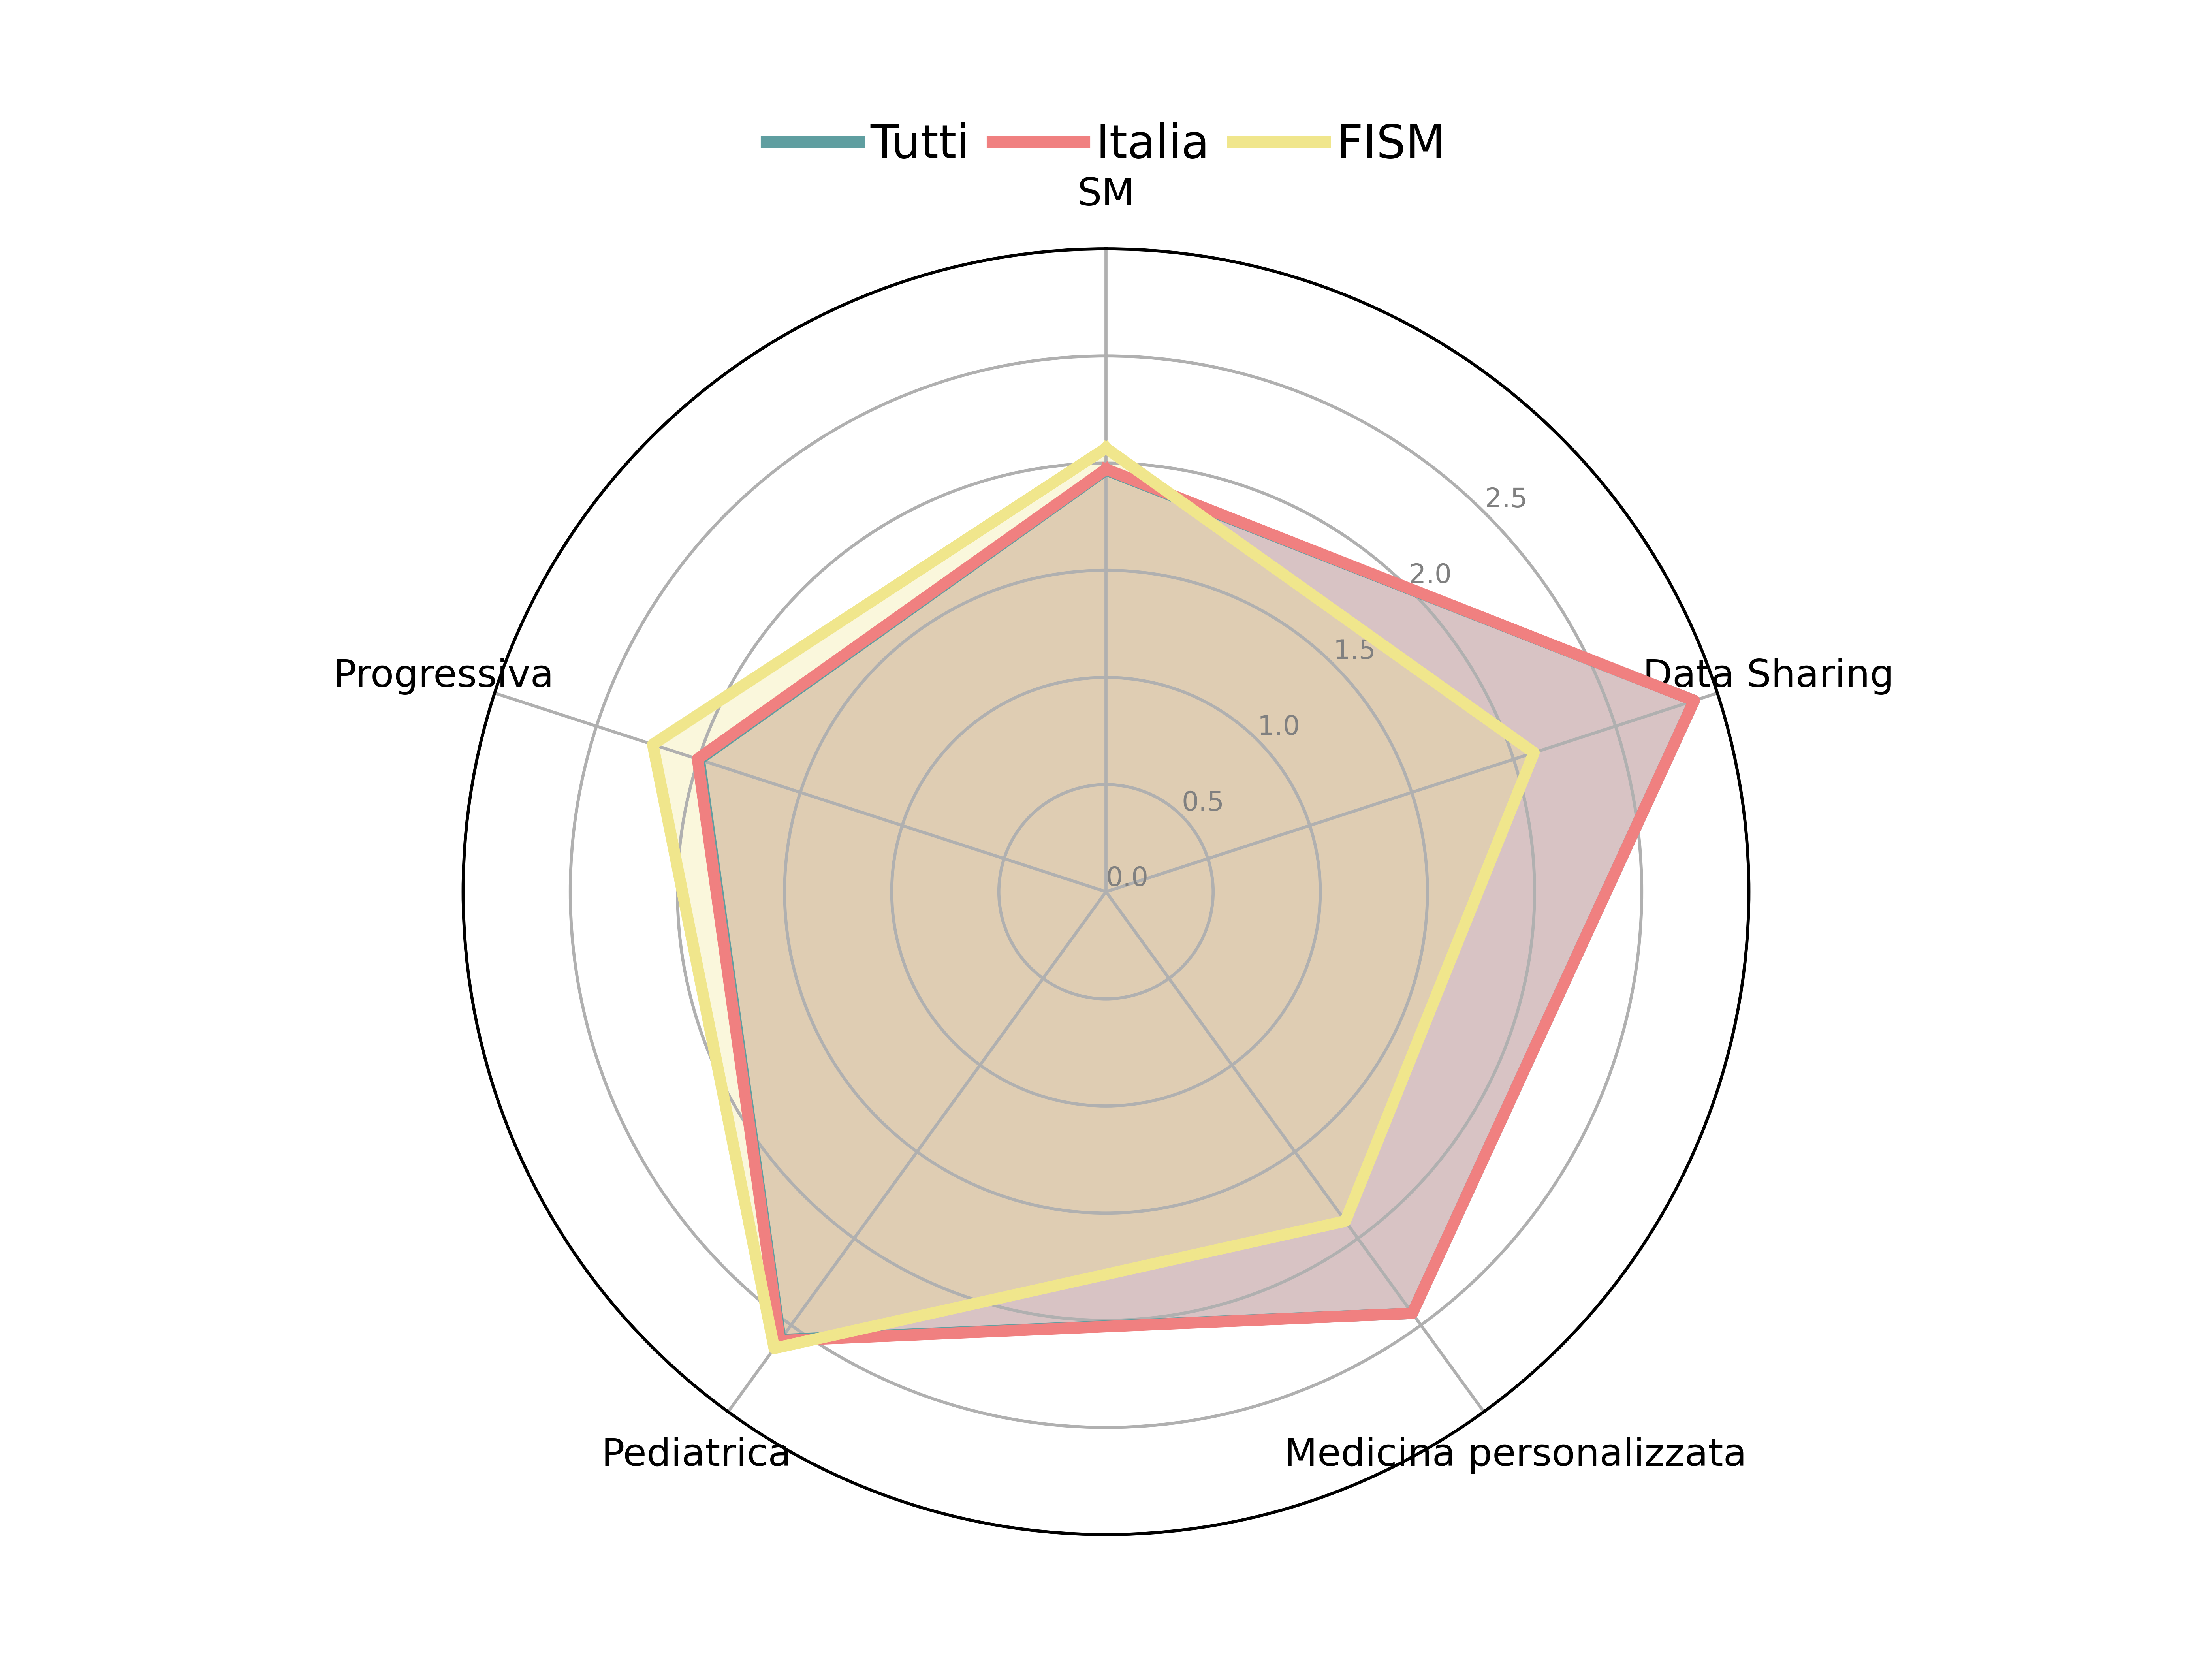 Tutti Italia FISM
SM
2.5
2.0
1.5
Progressiva
Data Sharing
1.0
0.5
0.0
Pediatrica
Medicina personalizzata